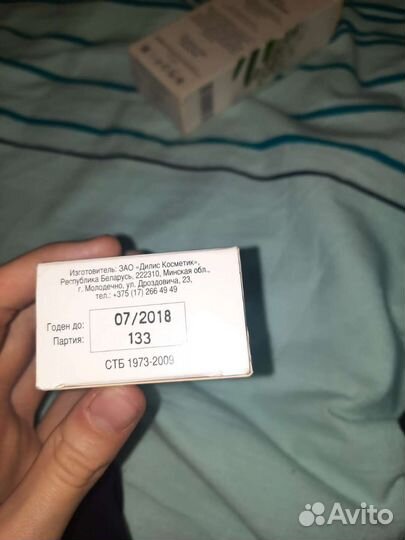 Изготовитель: ЗАО «Дилис Косметик»,
Республика Беларусь, 222310, Минская обл.,
г. Молодечно, ул. Дроздовича, 23,
тел.: +375 (17) 266 49 49
Годен до: 07/2018
Партия: 133
СТБ 1973-2009
Avito